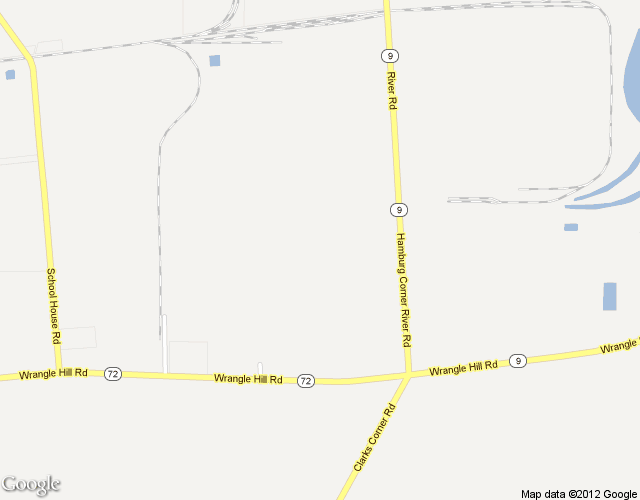 9
River Rd
9
Hamburg Corner River Rd
School House Rd
Wrangle Hill Rd
72
Wrangle Hill Rd
72
Wrangle Hill Rd
9
Wrangle
Clarks Corner Rd
Google
Map data ©2012 Google